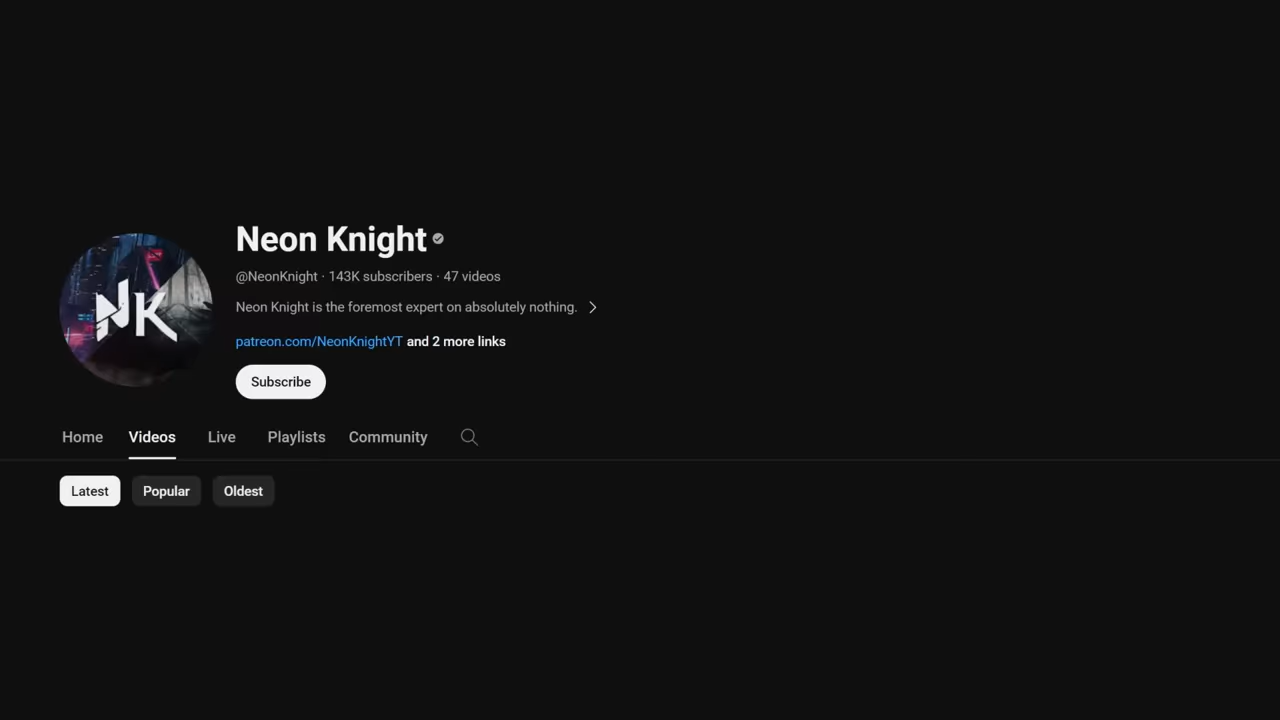 Neon Knight
NK
@NeonKnight · 143K subscribers · 47 videos
Neon Knight is the foremost expert on absolutely nothing.
patreon.com/NeonKnightYT and 2 more links
Subscribe
Home Videos Live Playlists Community
Latest Popular Oldest